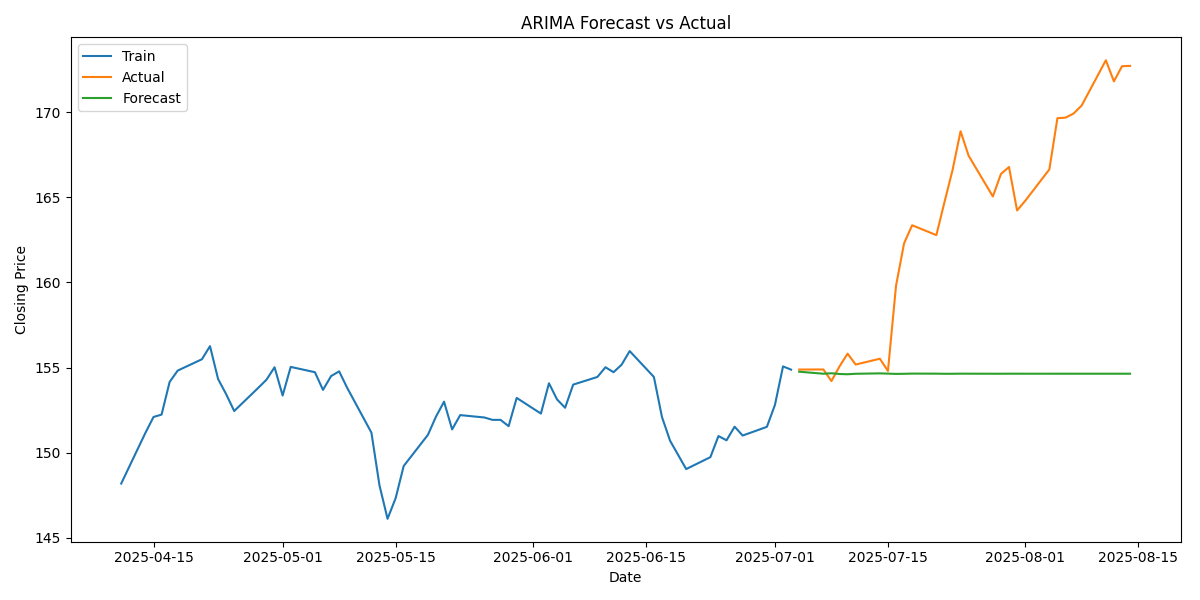 ARIMA Forecast vs Actual
Train
Actual
Forecast
Closing Price
170
165
160
155
150
145
2025-04-15
2025-05-01
2025-05-15
2025-06-01
2025-06-15
2025-07-01
2025-07-15
2025-08-01
2025-08-15
Date